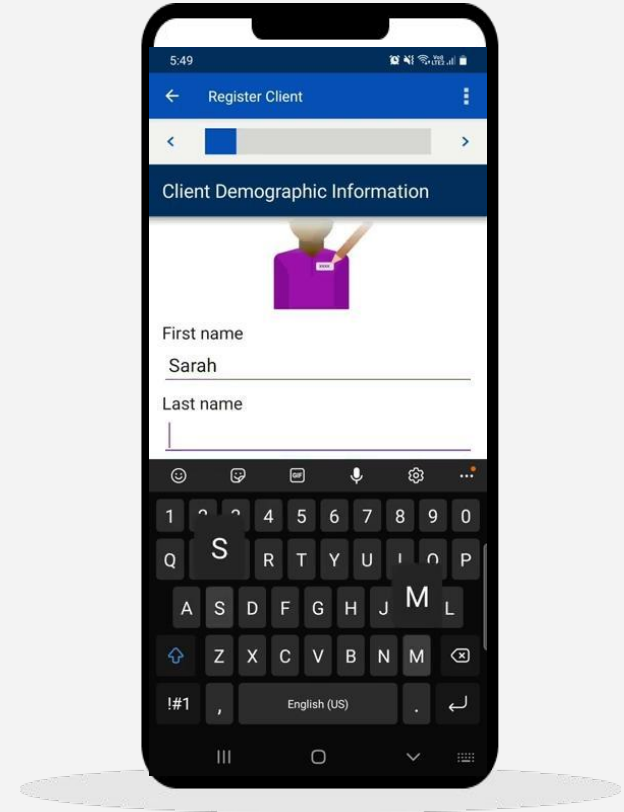 5:49
Register Client
Client Demographic Information
First name
Sarah
Last name
GIF
1 2 3 4 5 6 7 8 9 0
Q S R T Y U I O P
A S D F G H J M L
Z X C V B N M
!#1 , English (US) .